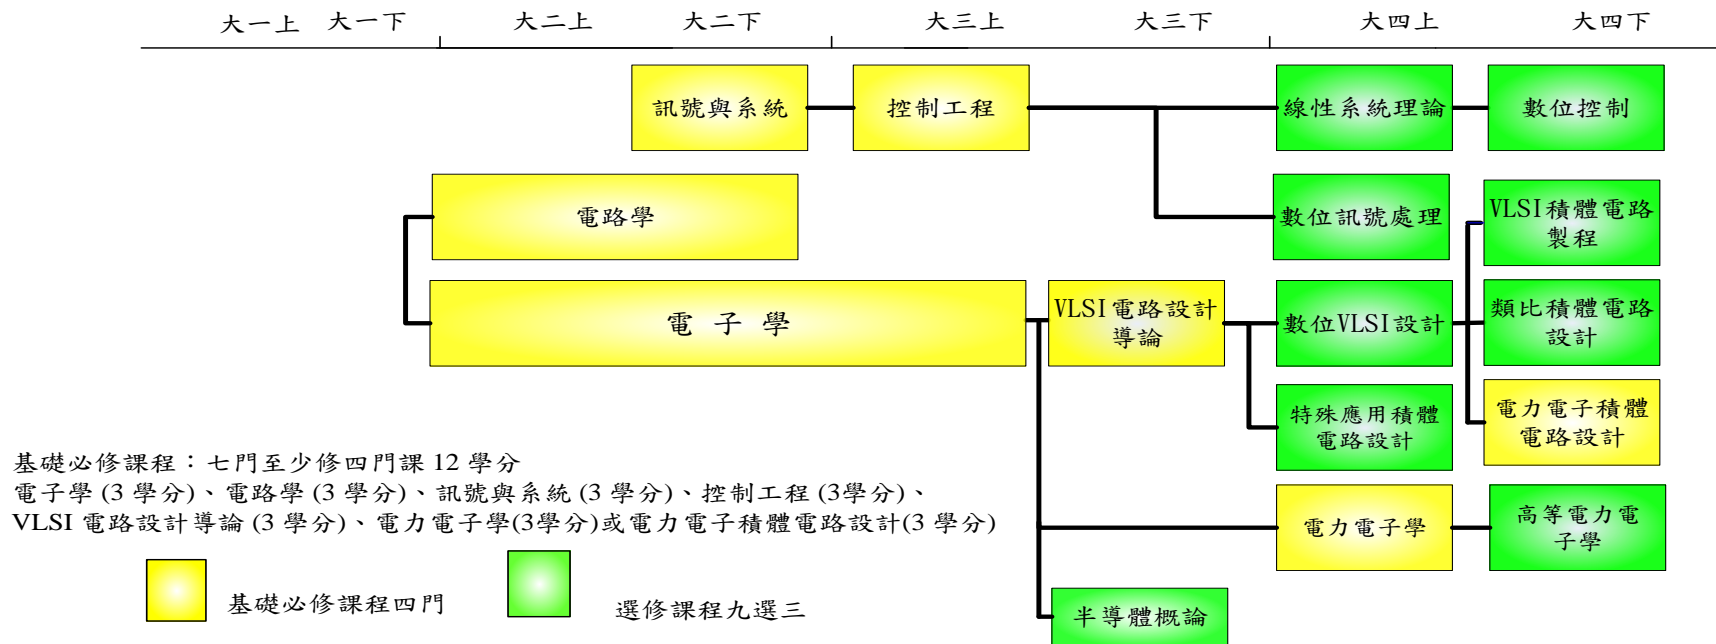 大一上 大一下 大二上 大二下 大三上 大三下 大四上 大四下
訊號與系統
控制工程
線性系統理論
數位控制
電路學
數位訊號處理
VLSI積體電路
製程
電 子 學
VLSI電路設計
導論
數位VLSI設計
類比積體電路
設計
特殊應用積體
電路設計
電力電子積體
電路設計
電力電子學
高等電力電
子學
半導體概論
基礎必修課程：七門至少修四門課 12 學分
電子學 (3 學分)、電路學 (3 學分)、訊號與系統 (3 學分)、控制工程 (3學分)、
VLSI 電路設計導論 (3 學分)、電力電子學(3學分)或電力電子積體電路設計(3 學分)
基礎必修課程四門
選修課程九選三